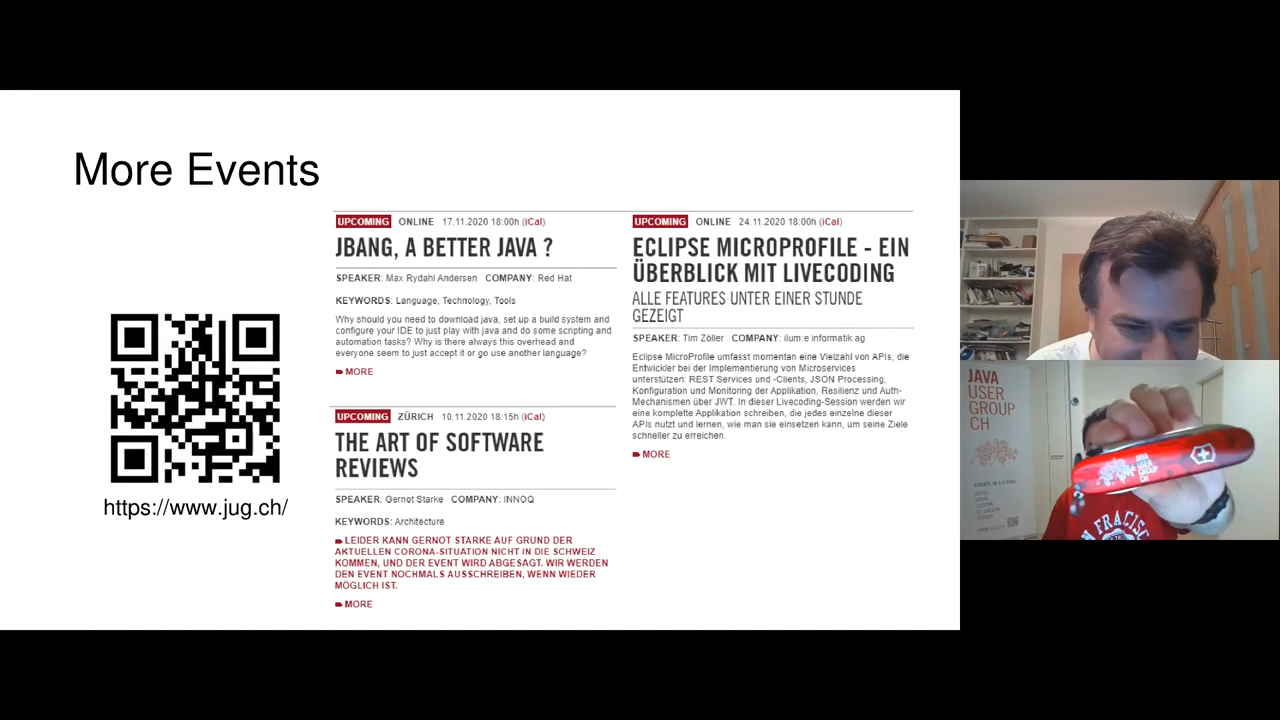 More Events
https://www.jug.ch/
UPCOMING ONLINE 17.11.2020 18:00h (iCal)
JBANG, A BETTER JAVA ?
SPEAKER: Max Rydahl Andersen COMPANY: Red Hat
KEYWORDS: Language, Technology, Tools
Why should you need to download java, set up a build system and
configure your IDE to just play with java and do some scripting and
automation tasks? Why is there always this overhead and
everyone seem to just accept it or go use another language?
MORE
UPCOMING ZÜRICH 10.11.2020 18:15h (iCal)
THE ART OF SOFTWARE
REVIEWS
SPEAKER: Gernot Starke COMPANY: INNOQ
KEYWORDS: Architecture
LEIDER KANN GERNOT STARKE AUF GRUND DER
AKTUELLEN CORONA-SITUATION NICHT IN DIE SCHWEIZ
KOMMEN, UND DER EVENT WIRD ABGESAGT. WIR WERDEN
DEN EVENT NOCHMALS AUSSCHREIBEN, WENN WIEDER
MÖGLICH IST.
MORE
UPCOMING ONLINE 24.11.2020 18:00h (iCal)
ECLIPSE MICROPROFILE - EIN
ÜBERBLICK MIT LIVECODING
ALLE FEATURES UNTER EINER STUNDE
GEZEIGT
SPEAKER: Tim Zöller COMPANY: ilum:e informatik ag
Eclipse MicroProfile umfasst momentan eine Vielzahl von APIs, die
Entwickler bei der Implementierung von Microservices
unterstützen: REST Services und -Clients, JSON Processing,
Konfiguration und Monitoring der Applikation, Resilienz und Auth-
Mechanismen über JWT. In dieser Livecoding-Session werden wir
eine komplette Applikation schreiben, die jedes einzelne dieser
APIs nutzt und lernen, wie man sie einsetzen kann, um seine Ziele
schneller zu erreichen.
MORE
JAVA
USER
GROUP
CH
JAVA
USER
GROUP
CH